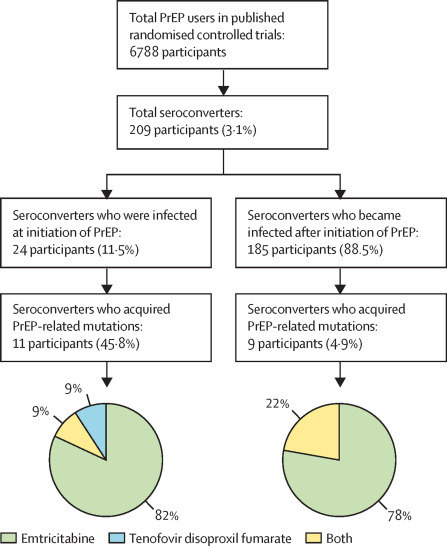 Total PrEP users in published
randomised controlled trials:
6788 participants
Total seroconverters:
209 participants (3·1%)
Seroconverters who were infected
at initiation of PrEP:
24 participants (11·5%)
Seroconverters who became
infected after initiation of PrEP:
185 participants (88.5%)
Seroconverters who acquired
PrEP-related mutations:
11 participants (45·8%)
Seroconverters who acquired
PrEP-related mutations:
9 participants (4·9%)
9%
9%
82%
22%
78%
Emtricitabine
Tenofovir disoproxil fumarate
Both